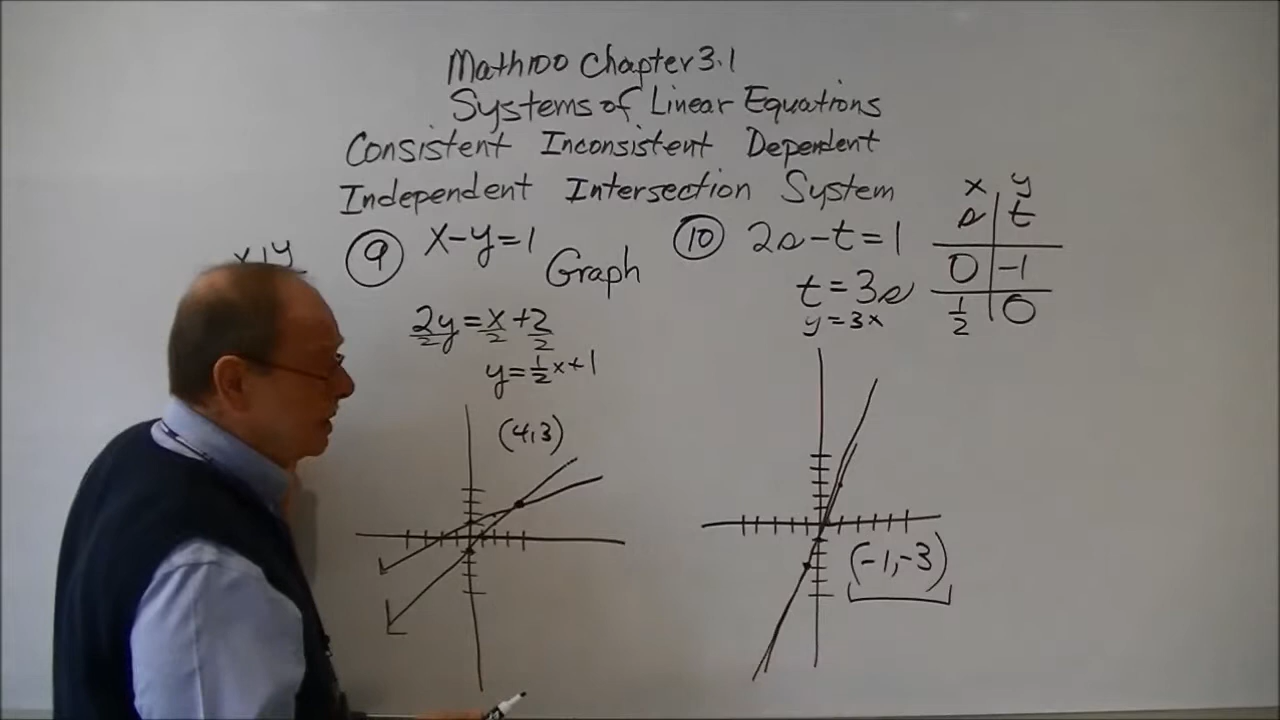 Math100 Chapter 3.1
Systems of Linear Equations
Consistent Inconsistent Dependent
Independent Intersection System
x | y
9 x-y=1
Graph
2y/2 = x/2 + 2/2
y = 1/2 x + 1
(4,3)
10 2s-t=1
t=3s
y=3x
x y
s | t
0 | -1
1/2 | 0
(-1,-3)